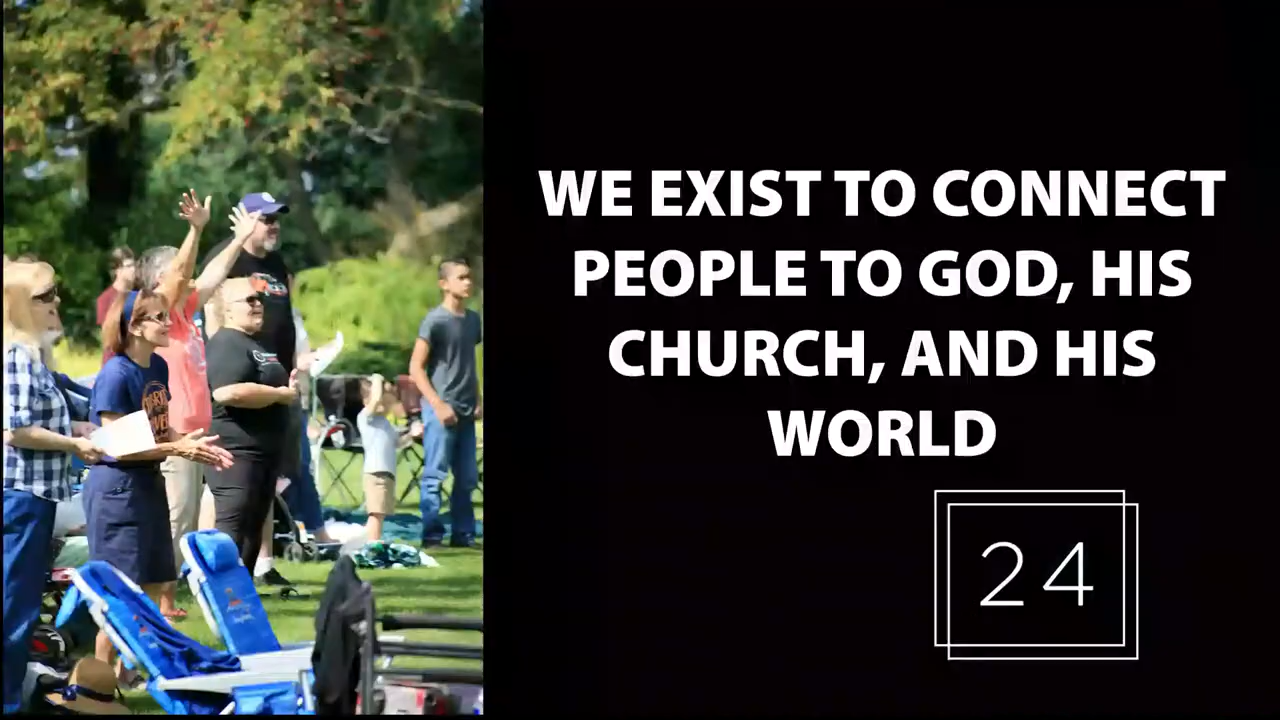 WE EXIST TO CONNECT
PEOPLE TO GOD, HIS
CHURCH, AND HIS
WORLD
24